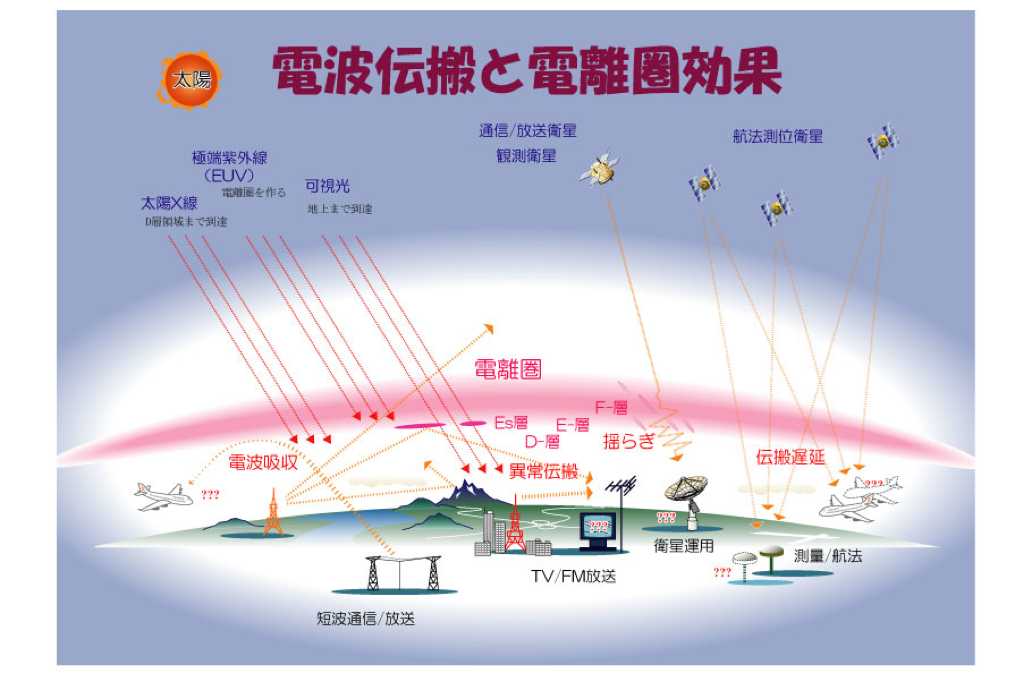 電波伝搬と電離圏効果
太陽
通信/放送衛星
観測衛星
航法測位衛星
極端紫外線
（EUV）
電離圏を作る
可視光
地上まで到達
太陽X線
D層領域まで到達
電離圏
F-層
Es層
E-層
D-層
揺らぎ
電波吸収
異常伝搬
伝搬遅延
???
???
???
???
???
衛星運用
測量/航法
TV/FM放送
短波通信/放送